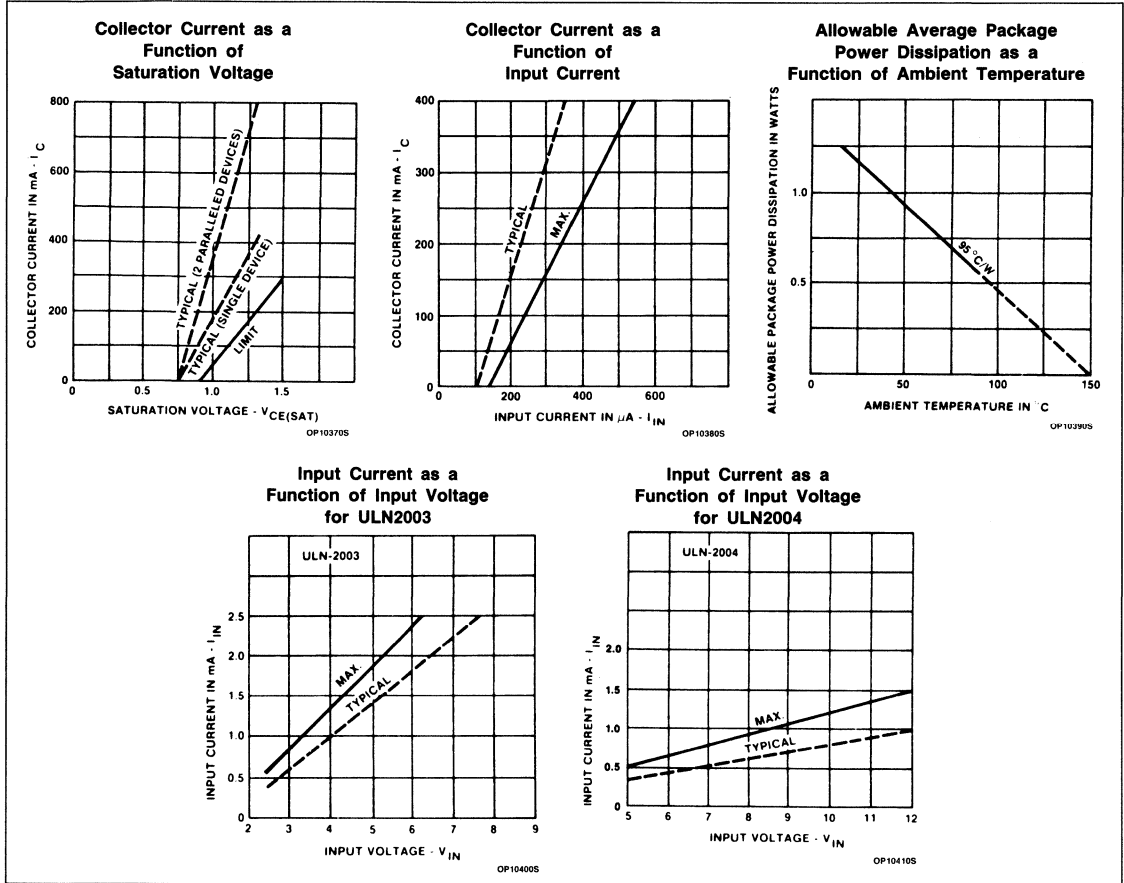 Collector Current as a
Function of
Saturation Voltage
800
600
400
200
0
COLLECTOR CURRENT IN mA - IC
TYPICAL (2 PARALLELED DEVICES)
TYPICAL (SINGLE DEVICE)
LIMIT
0 0.5 1.0 1.5
SATURATION VOLTAGE - VCE(SAT)
OP10370S
Collector Current as a
Function of
Input Current
400
300
200
100
0
COLLECTOR CURRENT IN mA - IC
TYPICAL
MAX.
0 200 400 600
INPUT CURRENT IN µA - IIN
OP10380S
Allowable Average Package
Power Dissipation as a
Function of Ambient Temperature
ALLOWABLE PACKAGE POWER DISSIPATION IN WATTS
1.0
0.5
95°C/W
0 50 100 150
AMBIENT TEMPERATURE IN °C
OP10390S
Input Current as a
Function of Input Voltage
for ULN2003
ULN-2003
2.5
2.0
1.5
1.0
0.5
0
INPUT CURRENT IN mA - IIN
MAX.
TYPICAL
2 3 4 5 6 7 8 9
INPUT VOLTAGE - VIN
OP10400S
Input Current as a
Function of Input Voltage
for ULN2004
ULN-2004
2.0
1.5
1.0
0.5
0
INPUT CURRENT IN mA - IIN
MAX.
TYPICAL
5 6 7 8 9 10 11 12
INPUT VOLTAGE - VIN
OP10410S